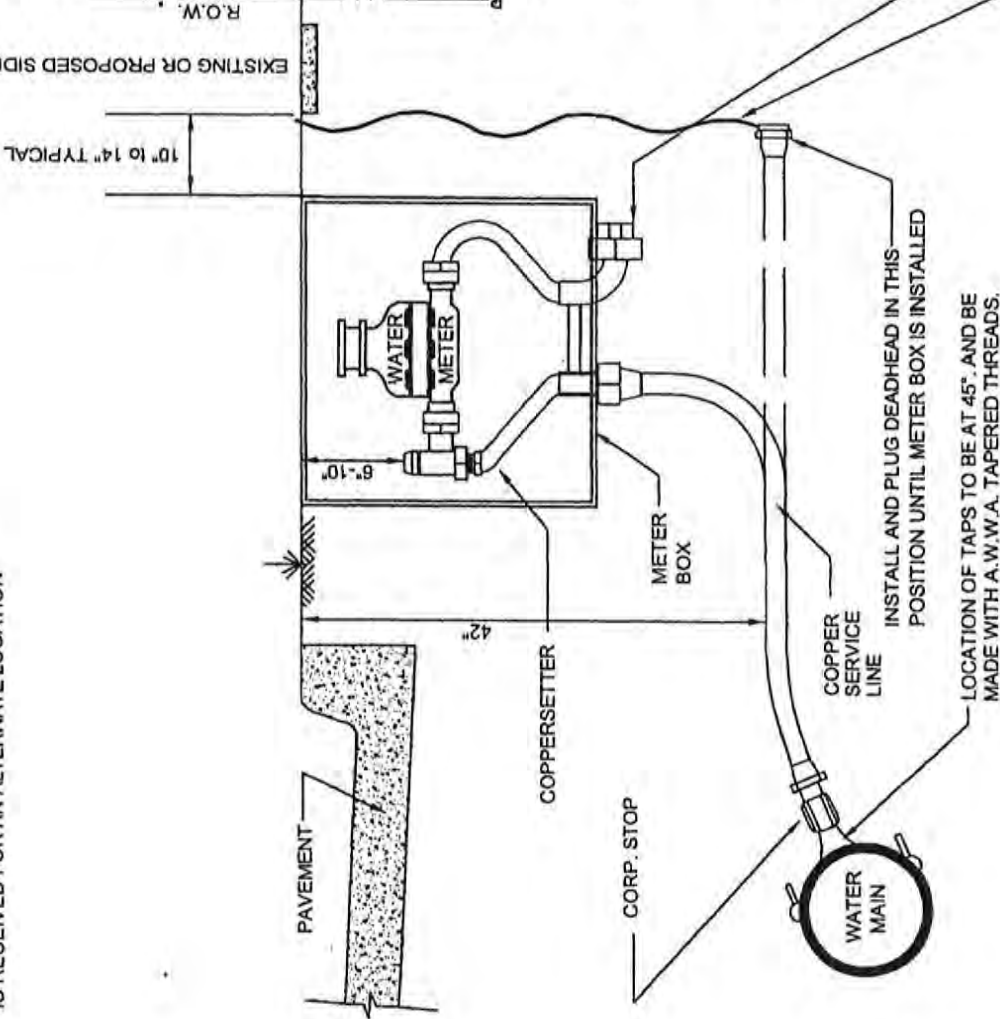 R.O.W.
10" to 14" TYPICAL
EXISTING OR PROPOSED
WATER
METER
6"-10"
PAVEMENT
METER
BOX
42"
COPPERSETTER
CORP. STOP
COPPER
SERVICE
LINE
INSTALL AND PLUG DEADHEAD IN THIS
POSITION UNTIL METER BOX IS INSTALLED
WATER
MAIN
LOCATION OF TAPS TO BE AT 45°. AND BE
MADE WITH A.W.W.A. TAPERED THREADS.